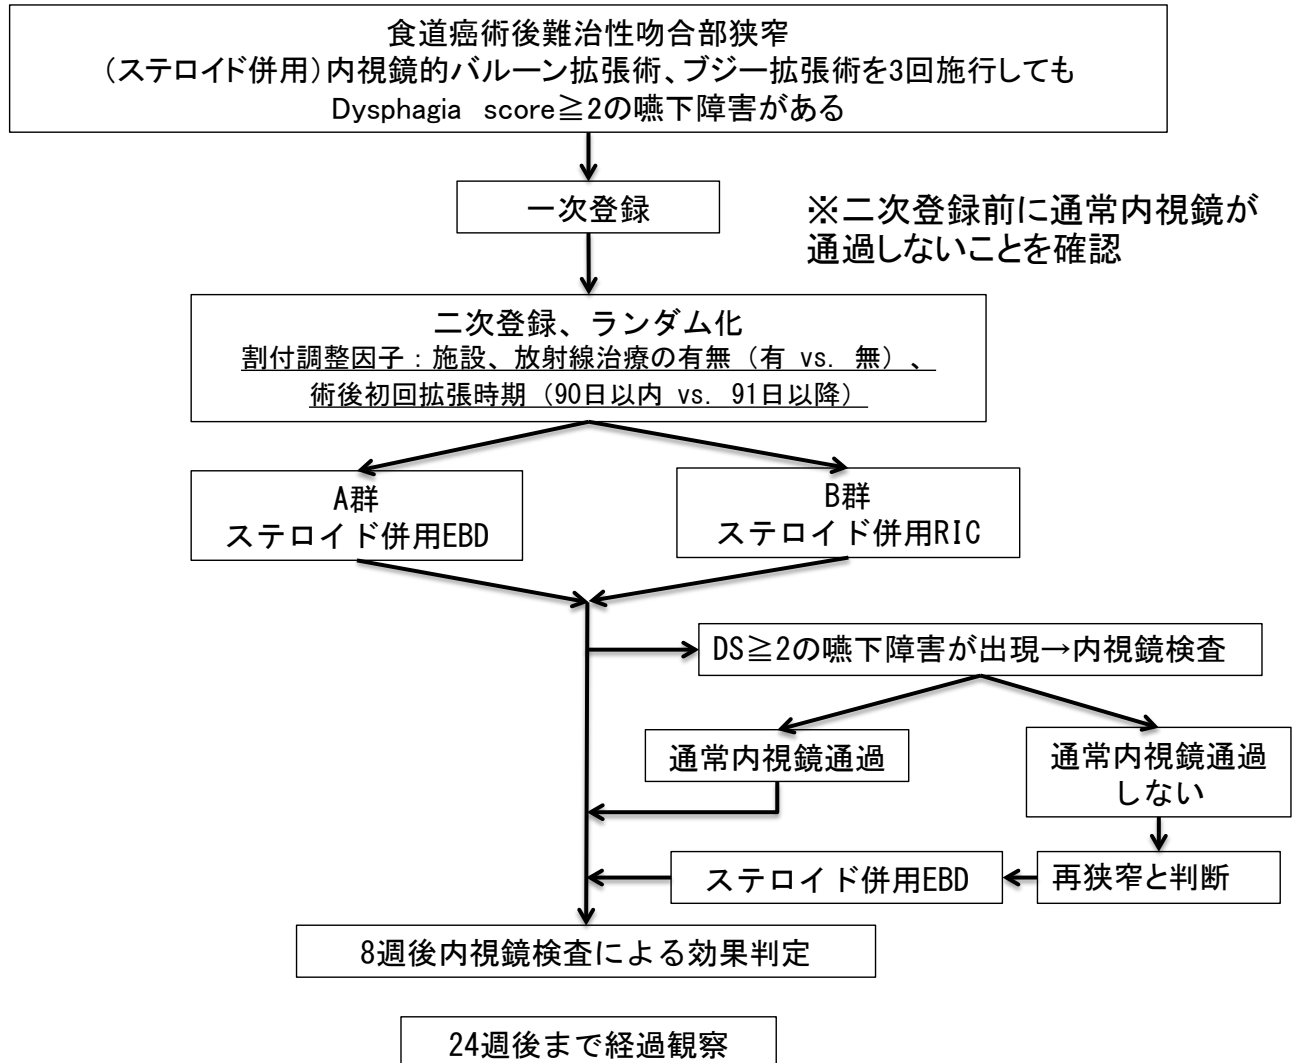 食道癌術後難治性吻合部狭窄
(ステロイド併用)内視鏡的バルーン拡張術、ブジー拡張術を3回施行しても
Dysphagia score≧2の嚥下障害がある
一次登録
※二次登録前に通常内視鏡が
通過しないことを確認
二次登録、ランダム化
割付調整因子:施設、放射線治療の有無(有 vs. 無)、
術後初回拡張時期(90日以内 vs. 91日以降)
A群
ステロイド併用EBD
B群
ステロイド併用RIC
DS≧2の嚥下障害が出現→内視鏡検査
通常内視鏡通過
通常内視鏡通過
しない
再狭窄と判断
ステロイド併用EBD
8週後内視鏡検査による効果判定
24週後まで経過観察